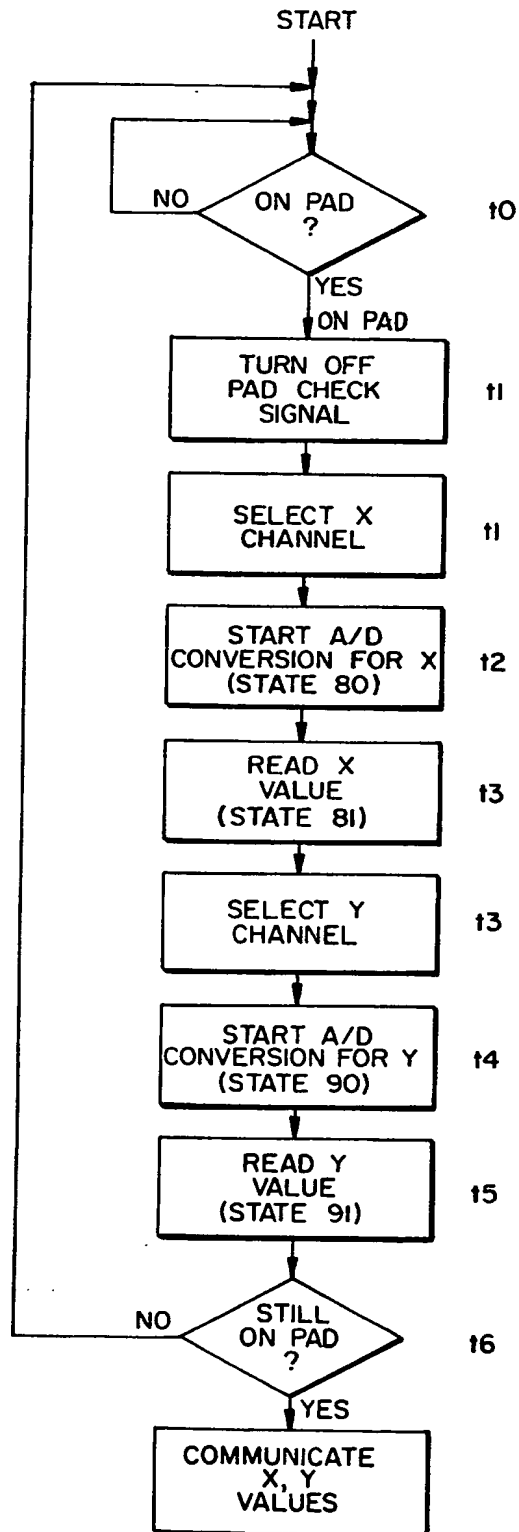 START
ON PAD
?
NO
t0
YES
ON PAD
TURN OFF
PAD CHECK
SIGNAL
t1
SELECT X
CHANNEL
t1
START A/D
CONVERSION FOR X
(STATE 80)
t2
READ X
VALUE
(STATE 81)
t3
SELECT Y
CHANNEL
t3
START A/D
CONVERSION FOR Y
(STATE 90)
t4
READ Y
VALUE
(STATE 91)
t5
NO
STILL
ON PAD
?
t6
YES
COMMUNICATE
X, Y
VALUES